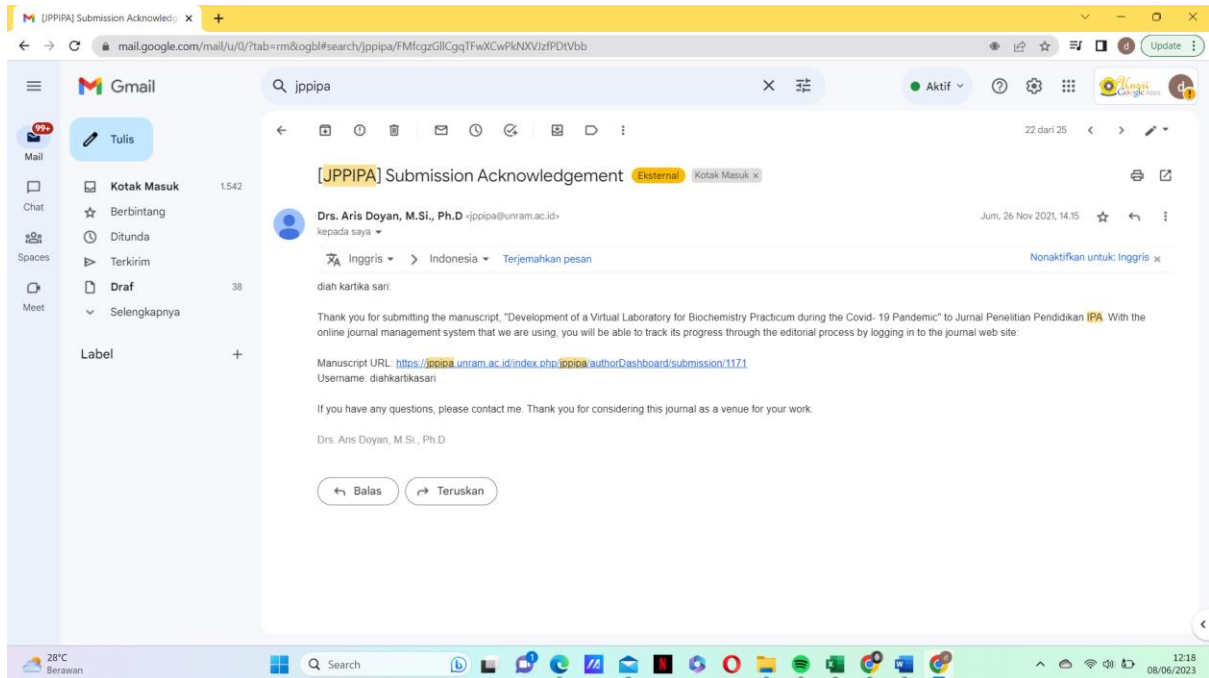 [JPPIPA] Submission Acknowledg
mail.google.com/mail/u/0/?tab=rm&ogbl#search/jppipa/FMfcgzGllCgqTFwXCwPkNXVJzfPDtVbb
d
Update
Gmail
jppipa
Aktif
Google
d
99+
Mail
Chat
Spaces
Meet
Tulis
Kotak Masuk 1.542
Berbintang
Ditunda
Terkirim
Draf 38
Selengkapnya
Label
22 dari 25
[JPPIPA] Submission Acknowledgement Eksternal Kotak Masuk x
Drs. Aris Doyan, M.Si., Ph.D <jppipa@unram.ac.id> Jum, 26 Nov 2021, 14.15
kepada saya
Inggris > Indonesia Terjemahkan pesan Nonaktifkan untuk: Inggris x
diah kartika sari:
Thank you for submitting the manuscript, "Development of a Virtual Laboratory for Biochemistry Practicum during the Covid- 19 Pandemic" to Jurnal Penelitian Pendidikan IPA. With the
online journal management system that we are using, you will be able to track its progress through the editorial process by logging in to the journal web site:
Manuscript URL: https://jppipa.unram.ac.id/index.php/jppipa/authorDashboard/submission/1171
Username: diahkartikasari
If you have any questions, please contact me. Thank you for considering this journal as a venue for your work.
Drs. Aris Doyan, M.Si., Ph.D
Balas Teruskan
28°C
Berawan
Search
12:18
08/06/2023